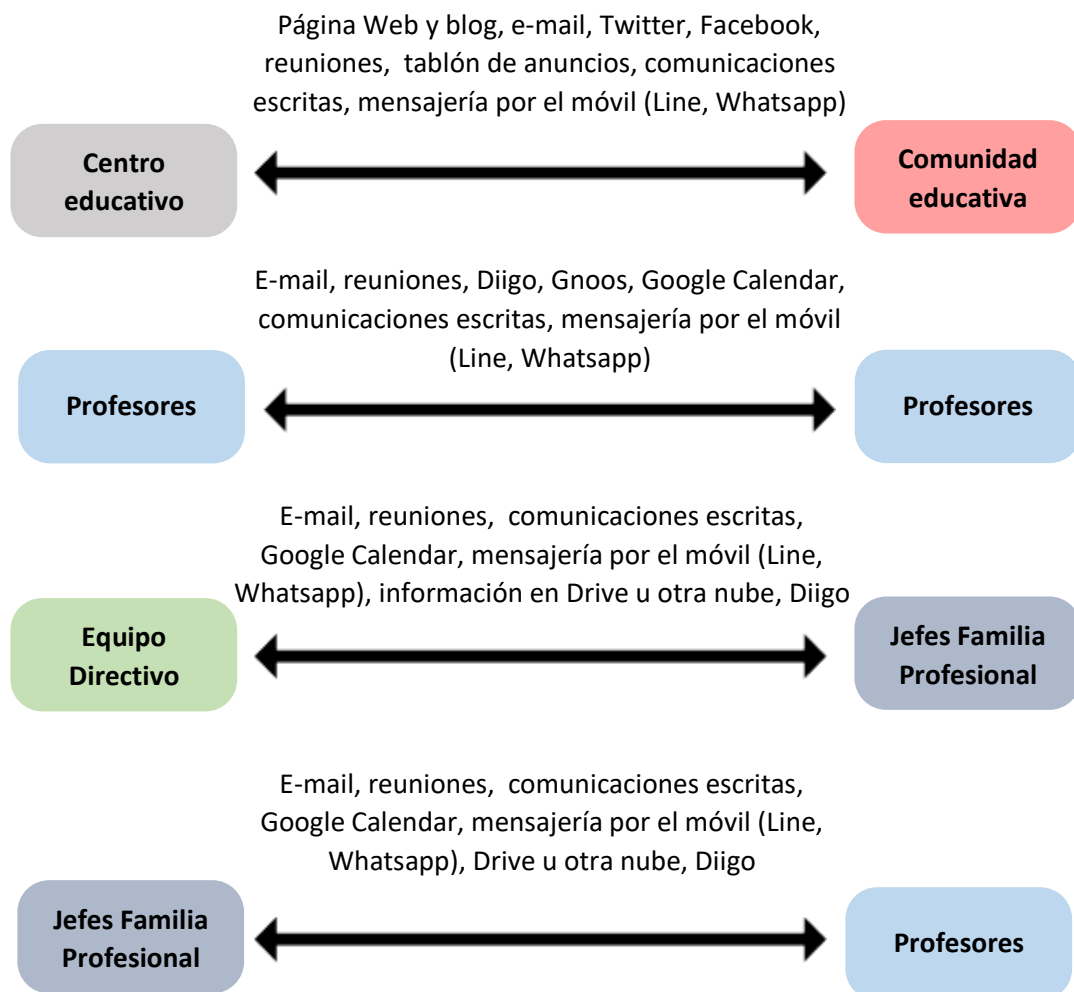 Página Web y blog, e-mail, Twitter, Facebook,
reuniones,  tablón de anuncios, comunicaciones
escritas, mensajería por el móvil (Line, Whatsapp)
Centro
educativo
Comunidad
educativa
E-mail, reuniones, Diigo, Gnoos, Google Calendar,
comunicaciones escritas, mensajería por el móvil
(Line, Whatsapp)
Profesores
Profesores
E-mail, reuniones,  comunicaciones escritas,
Google Calendar, mensajería por el móvil (Line,
Whatsapp), información en Drive u otra nube, Diigo
Equipo
Directivo
Jefes Familia
Profesional
E-mail, reuniones,  comunicaciones escritas,
Google Calendar, mensajería por el móvil (Line,
Whatsapp), Drive u otra nube, Diigo
Jefes Familia
Profesional
Profesores